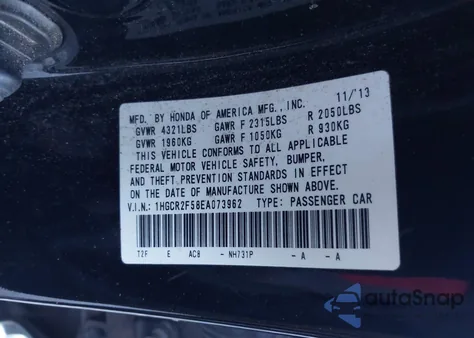 MFD. BY HONDA OF AMERICA MFG., INC. 11/'13
GVWR 4321LBS GAWR F 2315LBS R 2050LBS
GVWR 1960KG GAWR F 1050KG R 930KG
THIS VEHICLE CONFORMS TO ALL APPLICABLE
FEDERAL MOTOR VEHICLE SAFETY, BUMPER,
AND THEFT PREVENTION STANDARDS IN EFFECT
ON THE DATE OF MANUFACTURE SHOWN ABOVE.
V.I.N.: 1HGCR2F58EA073962 TYPE: PASSENGER CAR
T2F E AC8 - NH731P - A - A
autoSnap